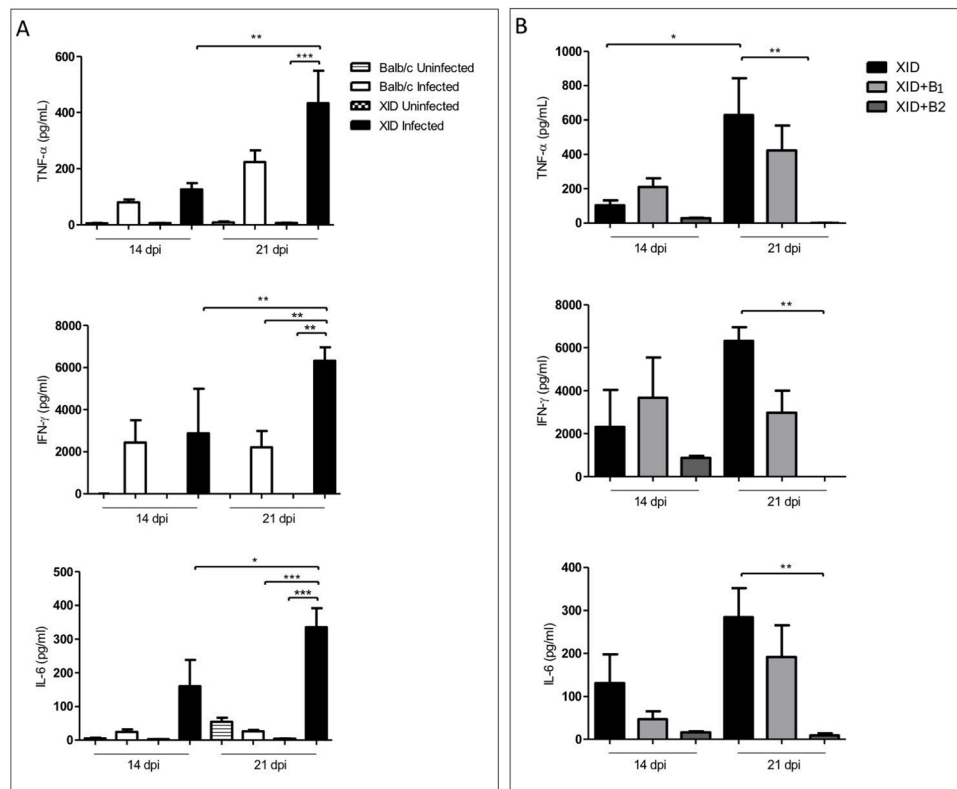 A
B
**
***
600
400
200
0
TNF-α (pg/mL)
14 dpi
21 dpi
Balb/c Uninfected
Balb/c Infected
XID Uninfected
XID Infected
*
**
1000
800
600
400
200
0
TNF-α (pg/mL)
14 dpi
21 dpi
XID
XID+B1
XID+B2
**
**
**
8000
6000
4000
2000
0
IFN-γ (pg/ml)
14 dpi
21 dpi
**
8000
6000
4000
2000
0
IFN-γ (pg/ml)
14 dpi
21 dpi
*
***
***
500
400
300
200
100
0
IL-6 (pg/ml)
14 dpi
21 dpi
**
400
300
200
100
0
IL-6 (pg/ml)
14 dpi
21 dpi